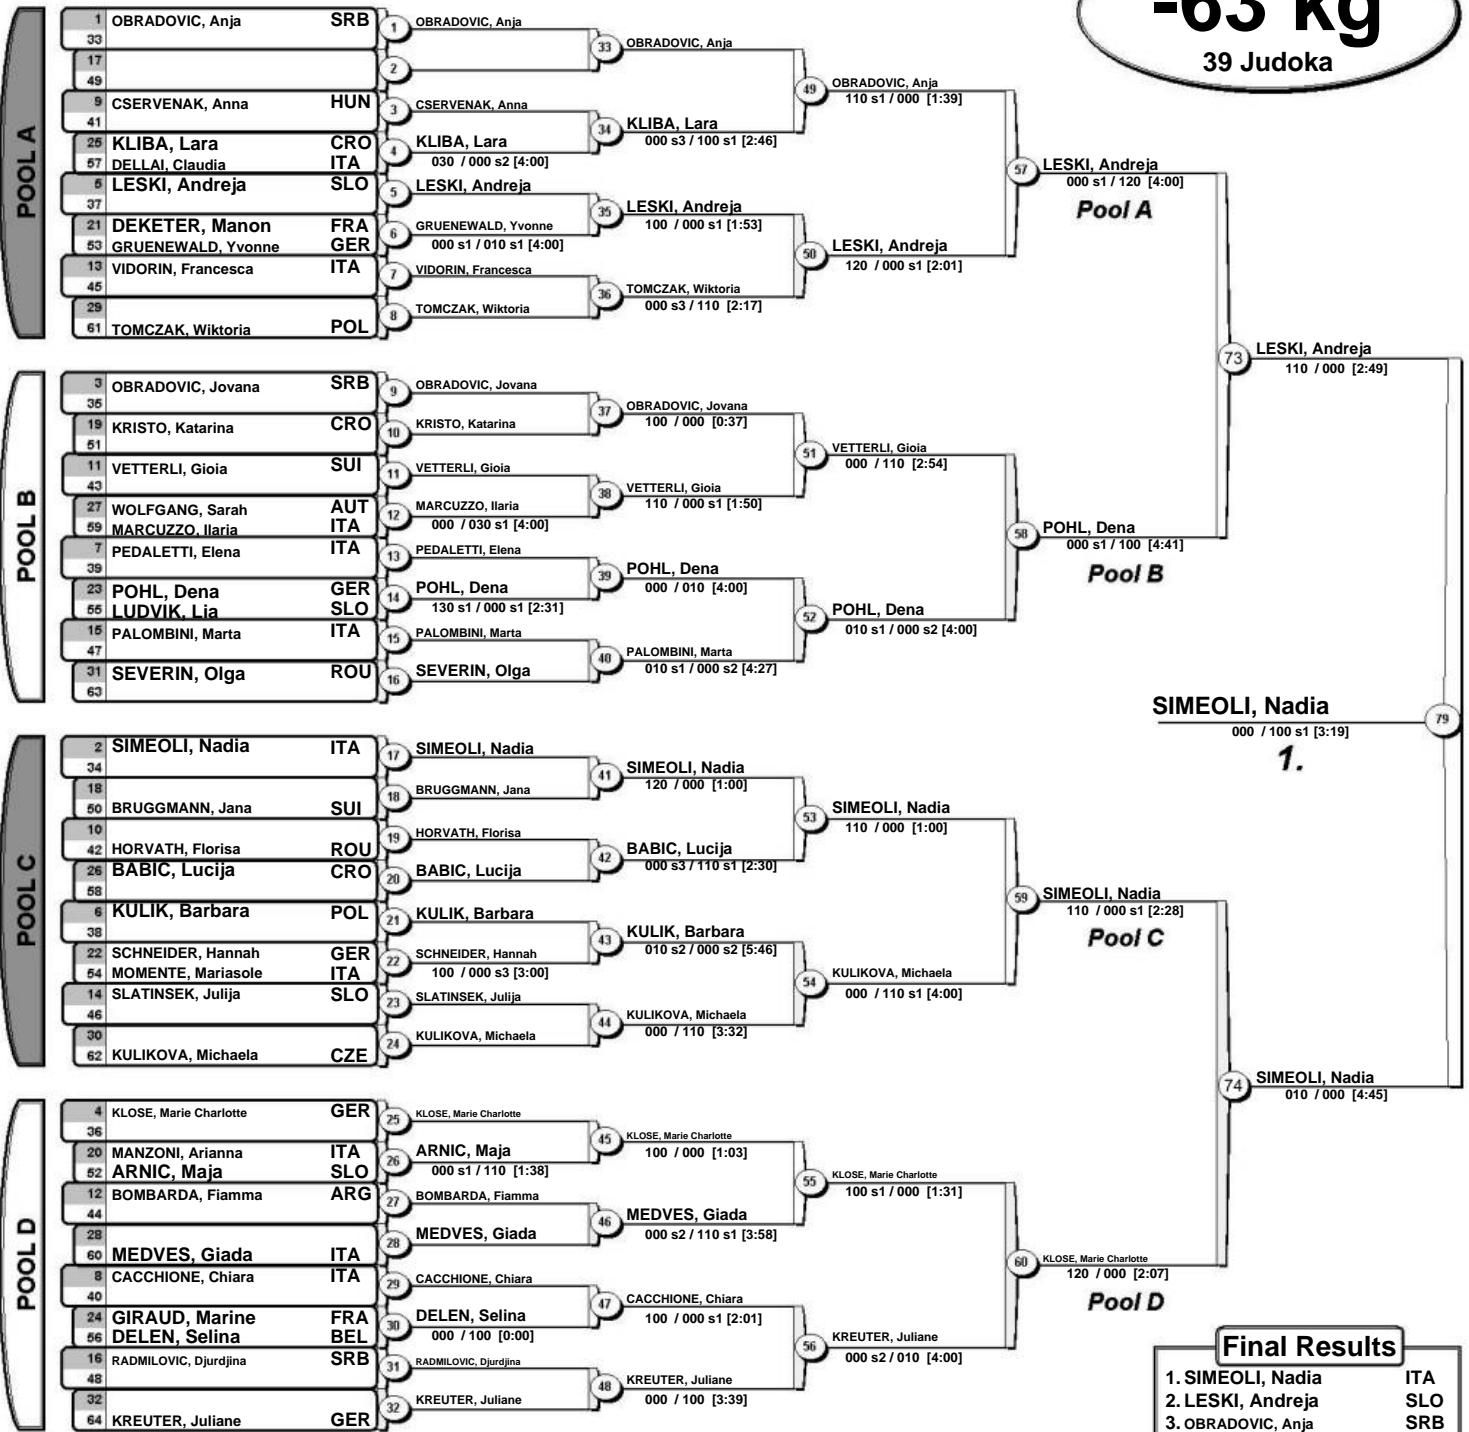 -63 kg
39 Judoka
POOL A
1 OBRADOVIC, Anja SRB
33
17
49
9 CSERVENAK, Anna HUN
41
25 KLIBA, Lara CRO
57 DELLAI, Claudia ITA
5 LESKI, Andreja SLO
37
21 DEKETER, Manon FRA
53 GRUENEWALD, Yvonne GER
13 VIDORIN, Francesca ITA
45
29
61 TOMCZAK, Wiktoria POL
1 OBRADOVIC, Anja
2
3 CSERVENAK, Anna
4 KLIBA, Lara
030 / 000 s2 [4:00]
5 LESKI, Andreja
6 GRUENEWALD, Yvonne
000 s1 / 010 s1 [4:00]
7 VIDORIN, Francesca
8 TOMCZAK, Wiktoria
33 OBRADOVIC, Anja
34 KLIBA, Lara
000 s3 / 100 s1 [2:46]
35 LESKI, Andreja
100 / 000 s1 [1:53]
36 TOMCZAK, Wiktoria
000 s3 / 110 [2:17]
49 OBRADOVIC, Anja
110 s1 / 000 [1:39]
50 LESKI, Andreja
120 / 000 s1 [2:01]
57 LESKI, Andreja
000 s1 / 120 [4:00]
Pool A
POOL B
3 OBRADOVIC, Jovana SRB
35
19 KRISTO, Katarina CRO
51
11 VETTERLI, Gioia SUI
43
27 WOLFGANG, Sarah AUT
59 MARCUZZO, Ilaria ITA
7 PEDALETTI, Elena ITA
39
23 POHL, Dena GER
55 LUDVIK, Lia SLO
15 PALOMBINI, Marta ITA
47
31 SEVERIN, Olga ROU
63
9 OBRADOVIC, Jovana
10 KRISTO, Katarina
11 VETTERLI, Gioia
12 MARCUZZO, Ilaria
000 / 030 s1 [4:00]
13 PEDALETTI, Elena
14 POHL, Dena
130 s1 / 000 s1 [2:31]
15 PALOMBINI, Marta
16 SEVERIN, Olga
37 OBRADOVIC, Jovana
100 / 000 [0:37]
38 VETTERLI, Gioia
110 / 000 s1 [1:50]
39 POHL, Dena
000 / 010 [4:00]
40 PALOMBINI, Marta
010 s1 / 000 s2 [4:27]
51 VETTERLI, Gioia
000 / 110 [2:54]
52 POHL, Dena
010 s1 / 000 s2 [4:00]
58 POHL, Dena
000 s1 / 100 [4:41]
Pool B
73 LESKI, Andreja
110 / 000 [2:49]
SIMEOLI, Nadia
79
000 / 100 s1 [3:19]
1.
POOL C
2 SIMEOLI, Nadia ITA
34
18
50 BRUGGMANN, Jana SUI
10
42 HORVATH, Florisa ROU
26 BABIC, Lucija CRO
58
6 KULIK, Barbara POL
38
22 SCHNEIDER, Hannah GER
54 MOMENTE, Mariasole ITA
14 SLATINSEK, Julija SLO
46
30
62 KULIKOVA, Michaela CZE
17 SIMEOLI, Nadia
18 BRUGGMANN, Jana
19 HORVATH, Florisa
20 BABIC, Lucija
21 KULIK, Barbara
22 SCHNEIDER, Hannah
100 / 000 s3 [3:00]
23 SLATINSEK, Julija
24 KULIKOVA, Michaela
41 SIMEOLI, Nadia
120 / 000 [1:00]
42 BABIC, Lucija
000 s3 / 110 s1 [2:30]
43 KULIK, Barbara
010 s2 / 000 s2 [5:46]
44 KULIKOVA, Michaela
000 / 110 [3:32]
53 SIMEOLI, Nadia
110 / 000 [1:00]
54 KULIKOVA, Michaela
000 / 110 s1 [4:00]
59 SIMEOLI, Nadia
110 / 000 s1 [2:28]
Pool C
POOL D
4 KLOSE, Marie Charlotte GER
36
20 MANZONI, Arianna ITA
52 ARNIC, Maja SLO
12 BOMBARDA, Fiamma ARG
44
28
60 MEDVES, Giada ITA
8 CACCHIONE, Chiara ITA
40
24 GIRAUD, Marine FRA
56 DELEN, Selina BEL
16 RADMILOVIC, Djurdjina SRB
48
32
64 KREUTER, Juliane GER
25 KLOSE, Marie Charlotte
26 ARNIC, Maja
000 s1 / 110 [1:38]
27 BOMBARDA, Fiamma
28 MEDVES, Giada
29 CACCHIONE, Chiara
30 DELEN, Selina
000 / 100 [0:00]
31 RADMILOVIC, Djurdjina
32 KREUTER, Juliane
45 KLOSE, Marie Charlotte
100 / 000 [1:03]
46 MEDVES, Giada
000 s2 / 110 s1 [3:58]
47 CACCHIONE, Chiara
100 / 000 s1 [2:01]
48 KREUTER, Juliane
000 / 100 [3:39]
55 KLOSE, Marie Charlotte
100 s1 / 000 [1:31]
56 KREUTER, Juliane
000 s2 / 010 [4:00]
60 KLOSE, Marie Charlotte
120 / 000 [2:07]
Pool D
74 SIMEOLI, Nadia
010 / 000 [4:45]
Final Results
1. SIMEOLI, Nadia ITA
2. LESKI, Andreja SLO
3. OBRADOVIC, Anja SRB